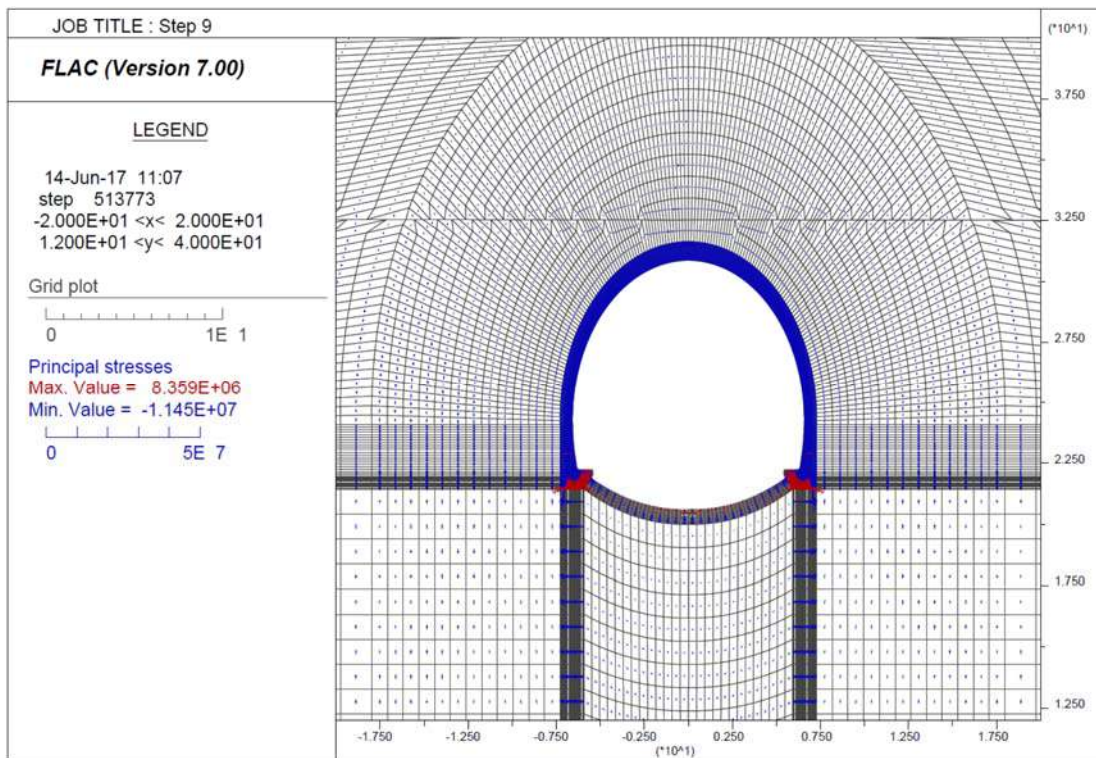 JOB TITLE : Step 9
FLAC (Version 7.00)
LEGEND
14-Jun-17 11:07
step 513773
-2.000E+01 <x< 2.000E+01
1.200E+01 <y< 4.000E+01
Grid plot
0 1E 1
Principal stresses
Max. Value = 8.359E+06
Min. Value = -1.145E+07
0 5E 7
(*10^1)
3.750
3.250
2.750
2.250
1.750
1.250
-1.750 -1.250 -0.750 -0.250 0.250 0.750 1.250 1.750
(*10^1)